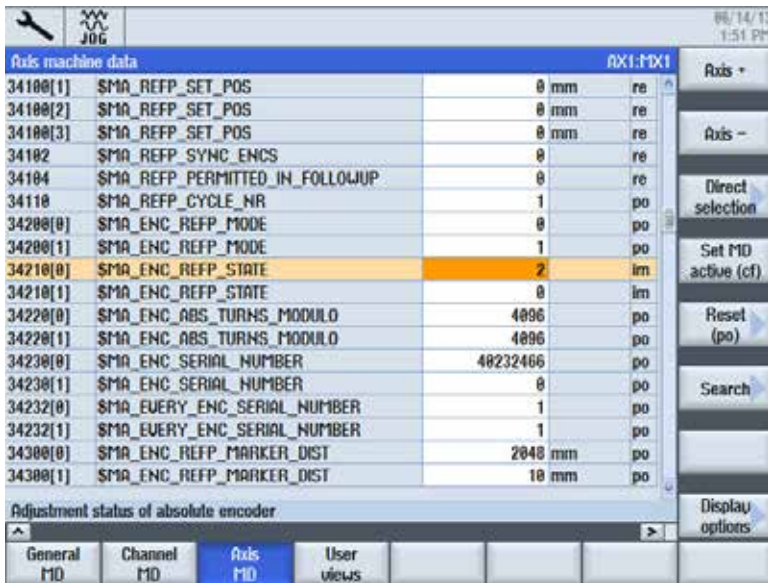 06/14/13
JOG
1:51 PM
Axis machine data AX1:MX1
34100[1] $MA_REFP_SET_POS 0 mm re
34100[2] $MA_REFP_SET_POS 0 mm re
34100[3] $MA_REFP_SET_POS 0 mm re
34102 $MA_REFP_SYNC_ENCS 0 re
34104 $MA_REFP_PERMITTED_IN_FOLLOWUP 0 re
34110 $MA_REFP_CYCLE_NR 1 po
34200[0] $MA_ENC_REFP_MODE 0 po
34200[1] $MA_ENC_REFP_MODE 1 po
34210[0] $MA_ENC_REFP_STATE 2 im
34210[1] $MA_ENC_REFP_STATE 0 im
34220[0] $MA_ENC_ABS_TURNS_MODULO 4096 po
34220[1] $MA_ENC_ABS_TURNS_MODULO 4096 po
34230[0] $MA_ENC_SERIAL_NUMBER 40232466 po
34230[1] $MA_ENC_SERIAL_NUMBER 0 po
34232[0] $MA_EVERY_ENC_SERIAL_NUMBER 1 po
34232[1] $MA_EVERY_ENC_SERIAL_NUMBER 1 po
34300[0] $MA_ENC_REFP_MARKER_DIST 2048 mm po
34300[1] $MA_ENC_REFP_MARKER_DIST 10 mm po
Adjustment status of absolute encoder
Axis +
Axis -
Direct
selection
Set MD
active (cf)
Reset
(po)
Search
Display
options
General
MD
Channel
MD
Axis
MD
User
views